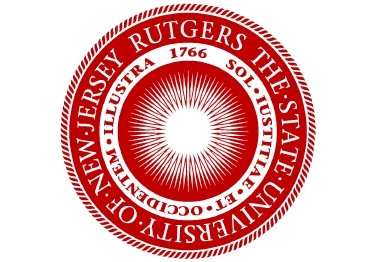 RUTGERS THE·STATE·UNIVERSITY·OF·NEW·JERSEY
SOL·IUSTITIAE·ET·OCCIDENTEM·ILLUSTRA
1766